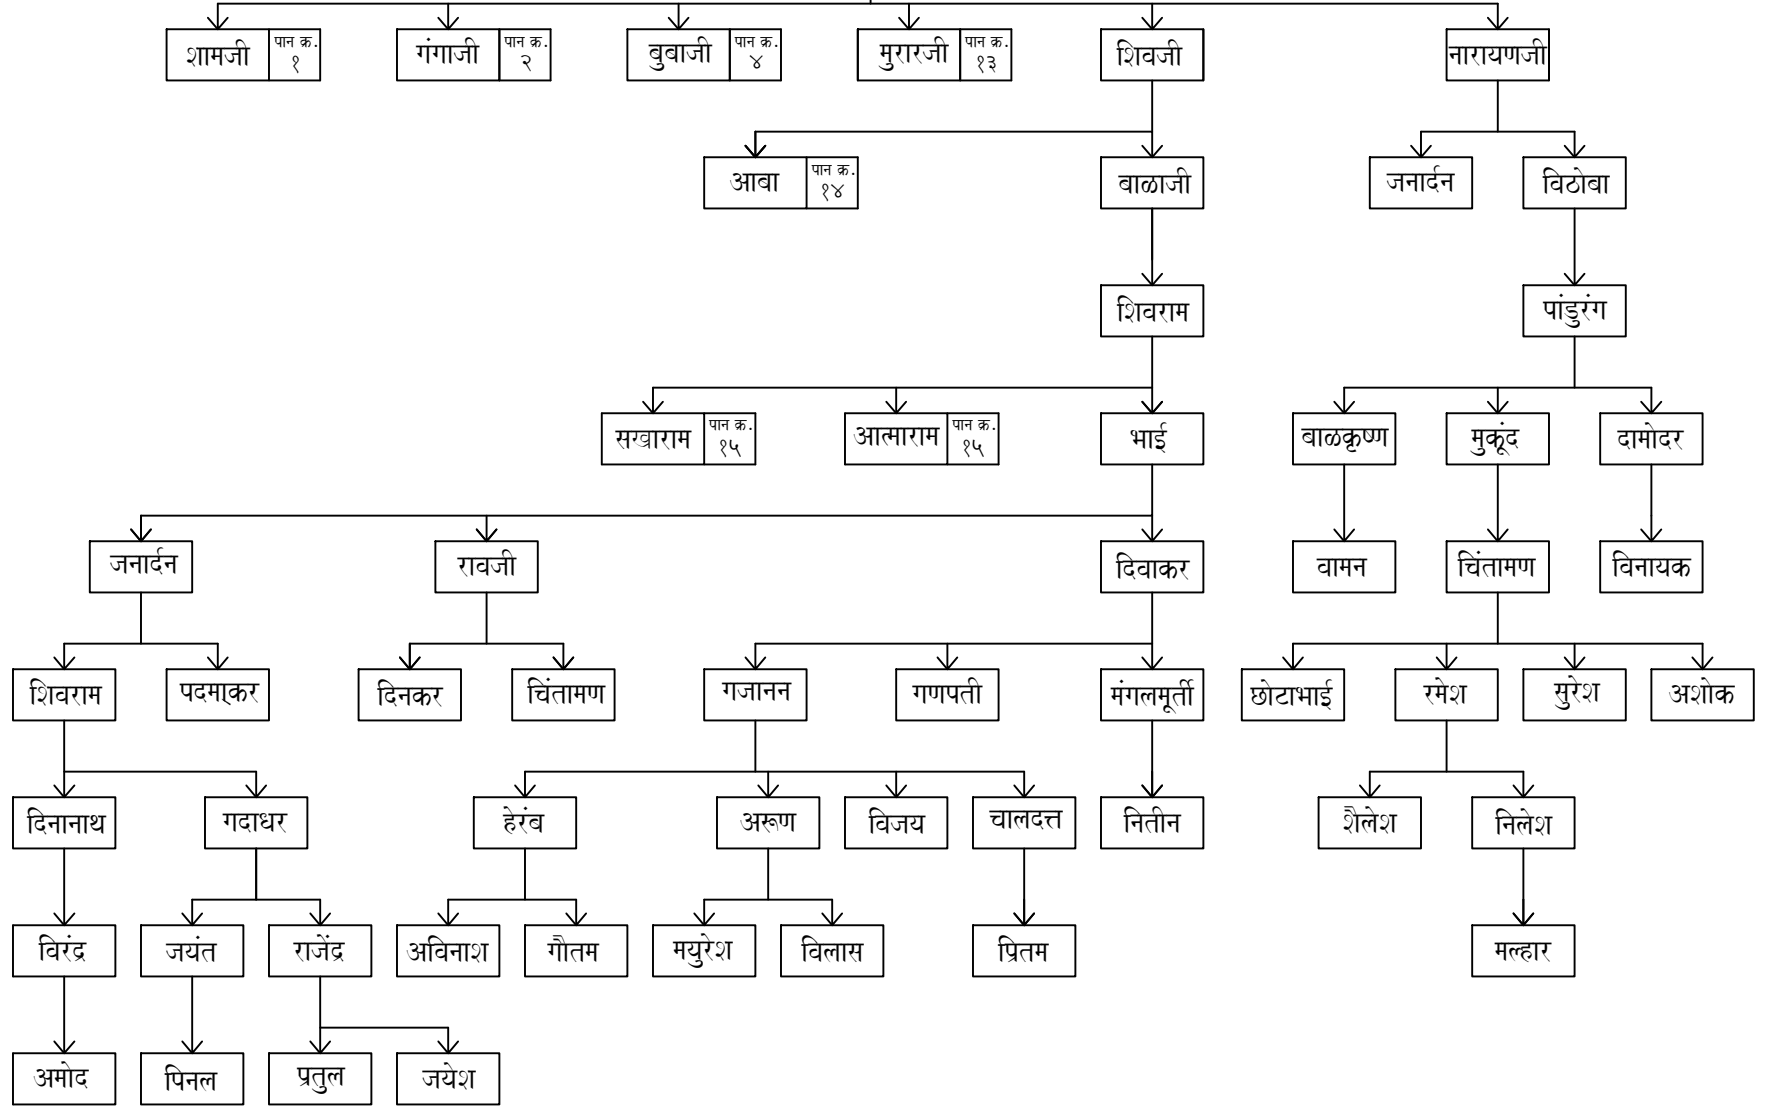 शामजी पान क्र. १ गंगाजी पान क्र. २ बुबाजी पान क्र. ४ मुरारजी पान क्र. १३ शिवजी नारायणजी
आबा पान क्र. १४ बाळाजी जनार्दन विठोबा
शिवराम पांडुरंग
सखाराम पान क्र. १५ आत्माराम पान क्र. १५ भाई बाळकृष्ण मुकूंद दामोदर
जनार्दन रावजी दिवाकर वामन चिंतामण विनायक
शिवराम पदमा्कर दिनकर चिंतामण गजानन गणपती मंगलमूर्ती छोटाभाई रमेश सुरेश अशोक
दिनानाथ गदाधर हेरंब अरूण विजय चालदत्त नितीन शैलेश निलेश
विरंद्र जयंत राजेंद्र अविनाश गौतम मयुरेश विलास प्रितम मल्हार
अमोद पिनल प्रतुल जयेश